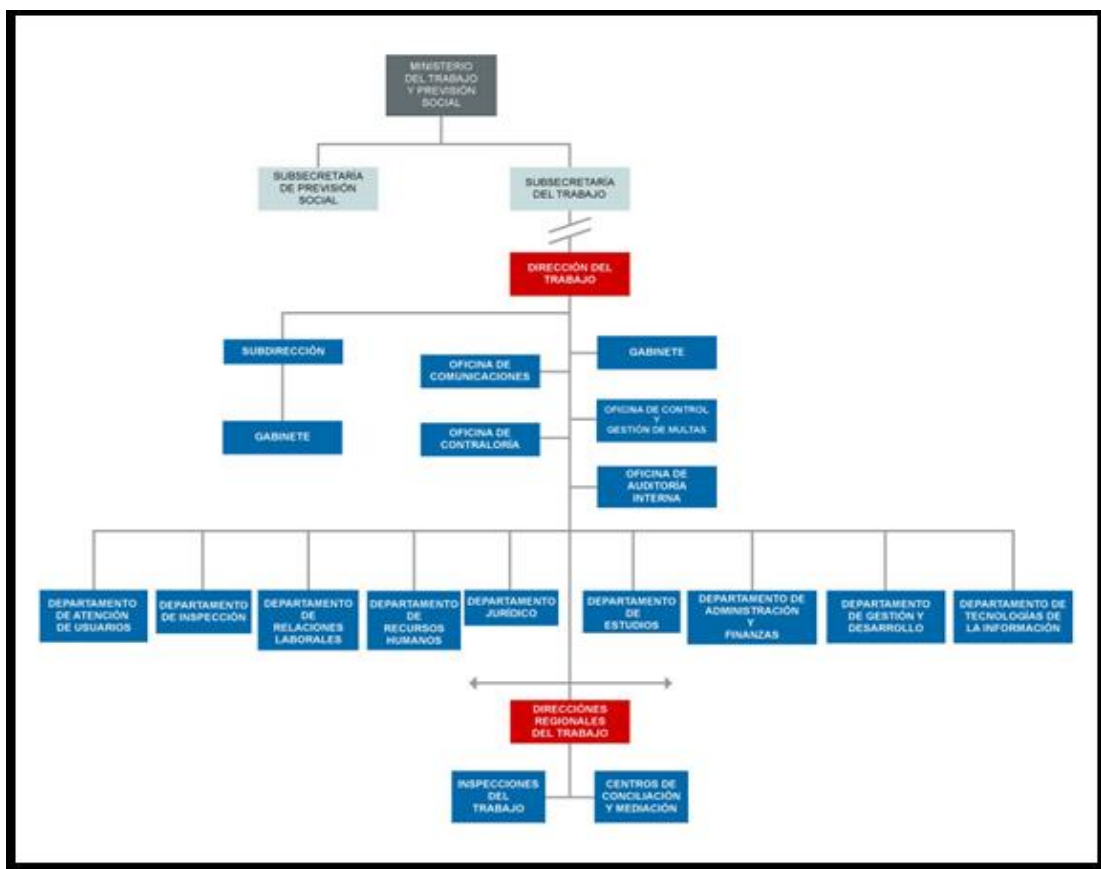 MINISTERIO
DEL TRABAJO
Y PREVISIÓN
SOCIAL
SUBSECRETARÍA
DE PREVISIÓN
SOCIAL
SUBSECRETARÍA
DEL TRABAJO
DIRECCIÓN DEL
TRABAJO
SUBDIRECCIÓN
GABINETE
OFICINA DE
COMUNICACIONES
OFICINA DE
CONTRALORÍA
GABINETE
OFICINA DE CONTROL
Y
GESTIÓN DE MULTAS
OFICINA DE
AUDITORÍA
INTERNA
DEPARTAMENTO
DE ATENCIÓN
DE USUARIOS
DEPARTAMENTO
DE INSPECCIÓN
DEPARTAMENTO
DE
RELACIONES
LABORALES
DEPARTAMENTO
DE
RECURSOS
HUMANOS
DEPARTAMENTO
JURÍDICO
DEPARTAMENTO
DE
ESTUDIOS
DEPARTAMENTO DE
ADMINISTRACIÓN
Y
FINANZAS
DEPARTAMENTO
DE GESTIÓN Y
DESARROLLO
DEPARTAMENTO DE
TECNOLOGÍAS DE
LA INFORMACIÓN
DIRECCIÓNES
REGIONALES
DEL TRABAJO
INSPECCIONES
DEL
TRABAJO
CENTROS DE
CONCILIACIÓN
Y MEDIACIÓN